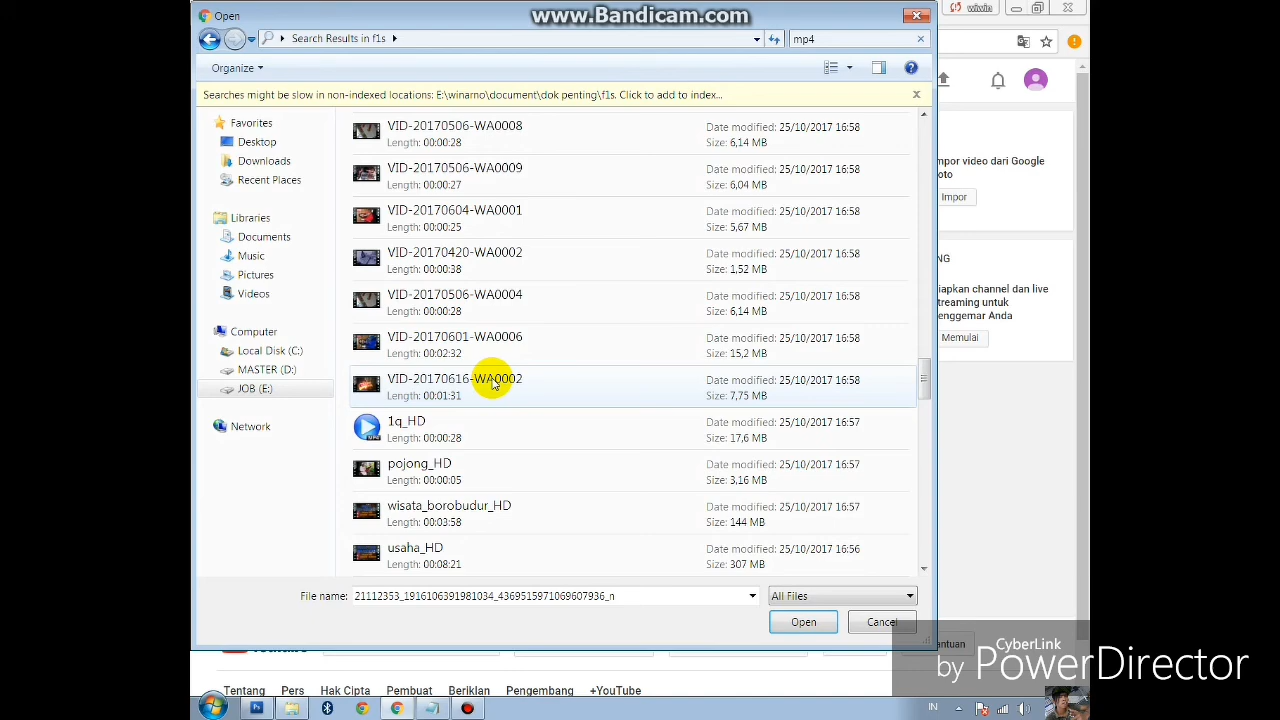 www.Bandicam.com
Open
wiwin
Search Results in f1s
mp4
Organize
Searches might be slow in non-indexed locations: E:\winarno\document\dok penting\f1s. Click to add to index...
Favorites
Desktop
Downloads
Recent Places
Libraries
Documents
Music
Pictures
Videos
Computer
Local Disk (C:)
MASTER (D:)
JOB (E:)
Network
VID-20170506-WA0008
Date modified: 25/10/2017 16:58
Length: 00:00:28
Size: 6,14 MB
VID-20170506-WA0009
Date modified: 25/10/2017 16:58
Length: 00:00:27
Size: 6,04 MB
VID-20170604-WA0001
Date modified: 25/10/2017 16:58
Length: 00:00:25
Size: 5,67 MB
VID-20170420-WA0002
Date modified: 25/10/2017 16:58
Length: 00:00:38
Size: 1,52 MB
VID-20170506-WA0004
Date modified: 25/10/2017 16:58
Length: 00:00:28
Size: 6,14 MB
VID-20170601-WA0006
Date modified: 25/10/2017 16:58
Length: 00:02:32
Size: 15,2 MB
VID-20170616-WA0002
Date modified: 25/10/2017 16:58
Length: 00:01:31
Size: 7,75 MB
1q_HD
Date modified: 25/10/2017 16:57
Length: 00:00:28
Size: 17,6 MB
pojong_HD
Date modified: 25/10/2017 16:57
Length: 00:00:05
Size: 3,16 MB
wisata_borobudur_HD
Date modified: 25/10/2017 16:57
Length: 00:03:58
Size: 144 MB
usaha_HD
Date modified: 25/10/2017 16:56
Length: 00:08:21
Size: 307 MB
File name: 21112353_1916106391981034_4369515971069607936_n
All Files
Open
Cancel
mpor video dari Google
oto
Impor
NG
iapkan channel dan live
treaming untuk
enggemar Anda
Memulai
antuan
Tentang Pers Hak Cipta Pembuat Beriklan Pengembang +YouTube
CyberLink
by PowerDirector
IN